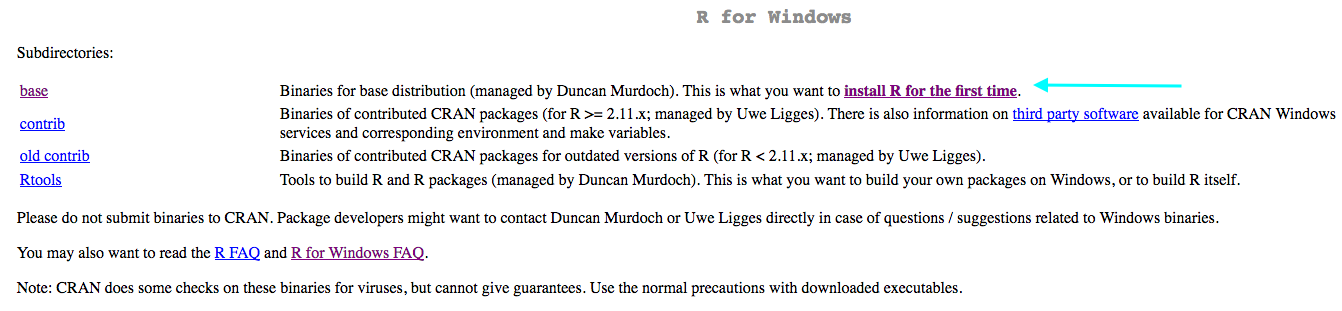 R for Windows
Subdirectories:
base Binaries for base distribution (managed by Duncan Murdoch). This is what you want to install R for the first time.
contrib Binaries of contributed CRAN packages (for R >= 2.11.x; managed by Uwe Ligges). There is also information on third party software available for CRAN Windows
services and corresponding environment and make variables.
old contrib Binaries of contributed CRAN packages for outdated versions of R (for R < 2.11.x; managed by Uwe Ligges).
Rtools Tools to build R and R packages (managed by Duncan Murdoch). This is what you want to build your own packages on Windows, or to build R itself.
Please do not submit binaries to CRAN. Package developers might want to contact Duncan Murdoch or Uwe Ligges directly in case of questions / suggestions related to Windows binaries.
You may also want to read the R FAQ and R for Windows FAQ.
Note: CRAN does some checks on these binaries for viruses, but cannot give guarantees. Use the normal precautions with downloaded executables.